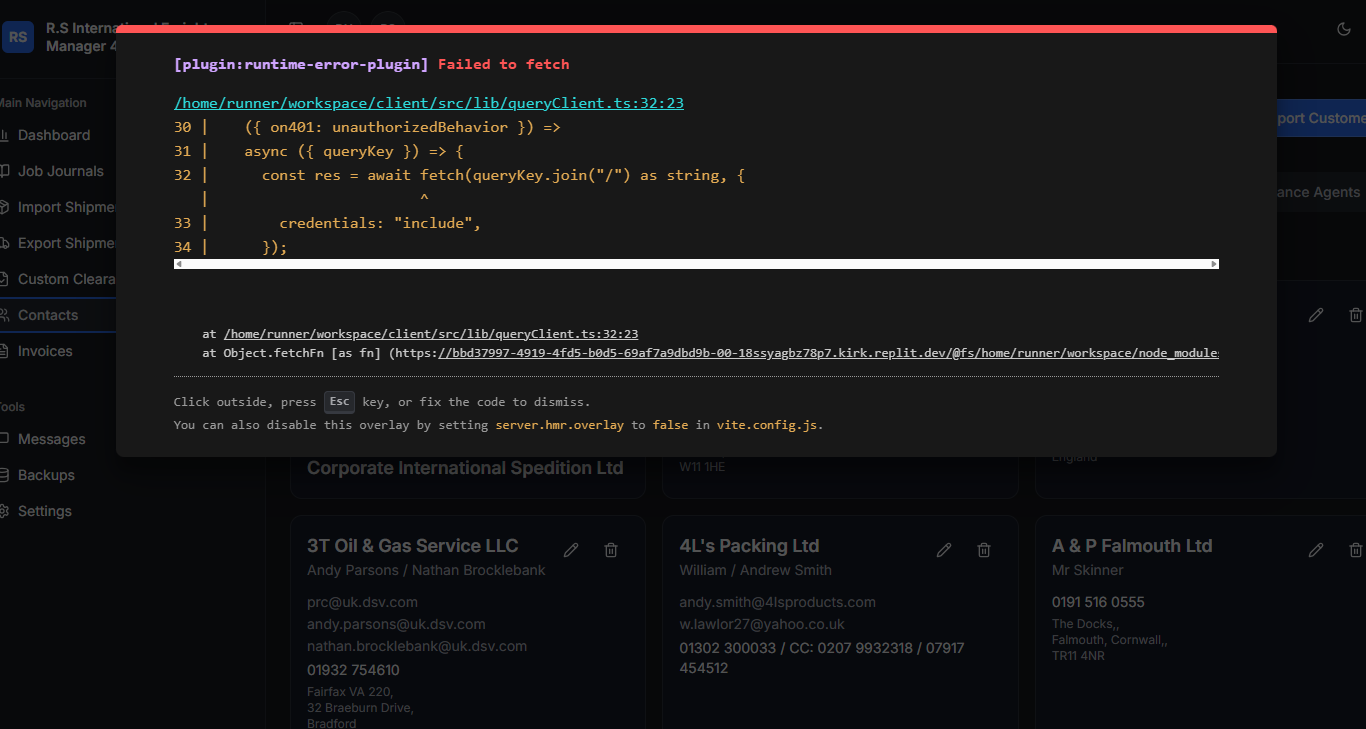 RS
R.S International Freight
Manager 4
[plugin:runtime-error-plugin] Failed to fetch
/home/runner/workspace/client/src/lib/queryClient.ts:32:23
30 |    ({ on401: unauthorizedBehavior }) =>
31 |    async ({ queryKey }) => {
32 |      const res = await fetch(queryKey.join("/") as string, {
   |                        ^
33 |        credentials: "include",
34 |      });
at /home/runner/workspace/client/src/lib/queryClient.ts:32:23
at Object.fetchFn [as fn] (https://bbd37997-4919-4fd5-b0d5-69af7a9dbd9b-00-18ssyagbz78p7.kirk.replit.dev/@fs/home/runner/workspace/node_modules
Click outside, press Esc key, or fix the code to dismiss.
You can also disable this overlay by setting server.hmr.overlay to false in vite.config.js.
Main Navigation
Dashboard
Job Journals
Import Shipme
Export Shipme
Custom Cleara
Contacts
Invoices
Tools
Messages
Backups
Settings
port Custome
ance Agents
Corporate International Spedition Ltd
W11 1HE
England
3T Oil & Gas Service LLC
Andy Parsons / Nathan Brocklebank
prc@uk.dsv.com
andy.parsons@uk.dsv.com
nathan.brocklebank@uk.dsv.com
01932 754610
Fairfax VA 220,
32 Braeburn Drive,
Bradford
4L's Packing Ltd
William / Andrew Smith
andy.smith@4lsproducts.com
w.lawlor27@yahoo.co.uk
01302 300033 / CC: 0207 9932318 / 07917
454512
A & P Falmouth Ltd
Mr Skinner
0191 516 0555
The Docks,,
Falmouth, Cornwall,,
TR11 4NR